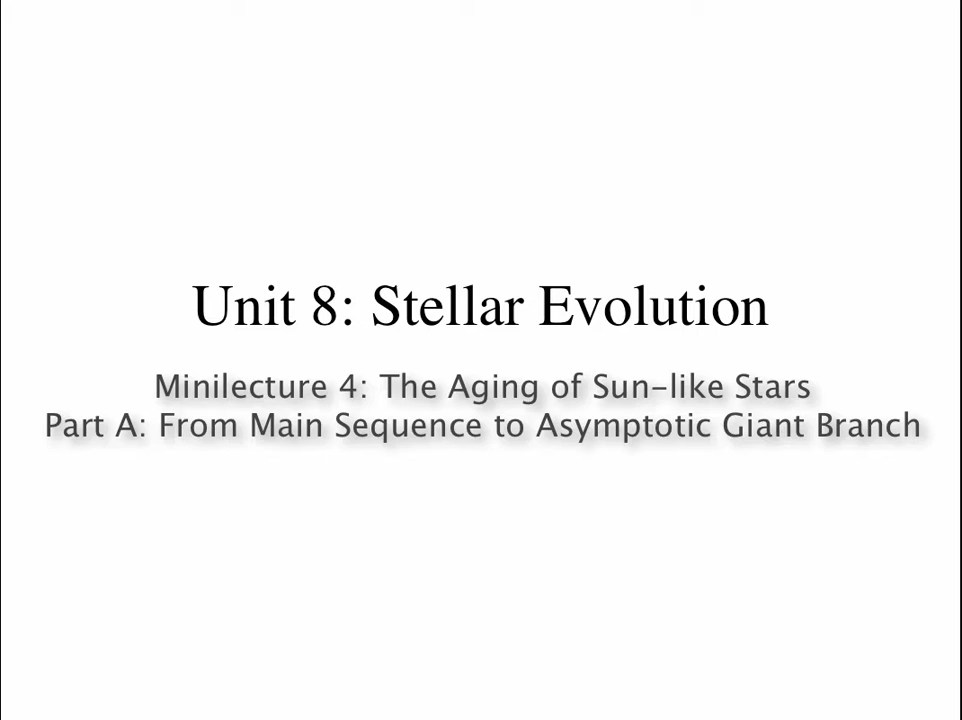 Unit 8: Stellar Evolution
Minilecture 4: The Aging of Sun-like Stars
Part A: From Main Sequence to Asymptotic Giant Branch